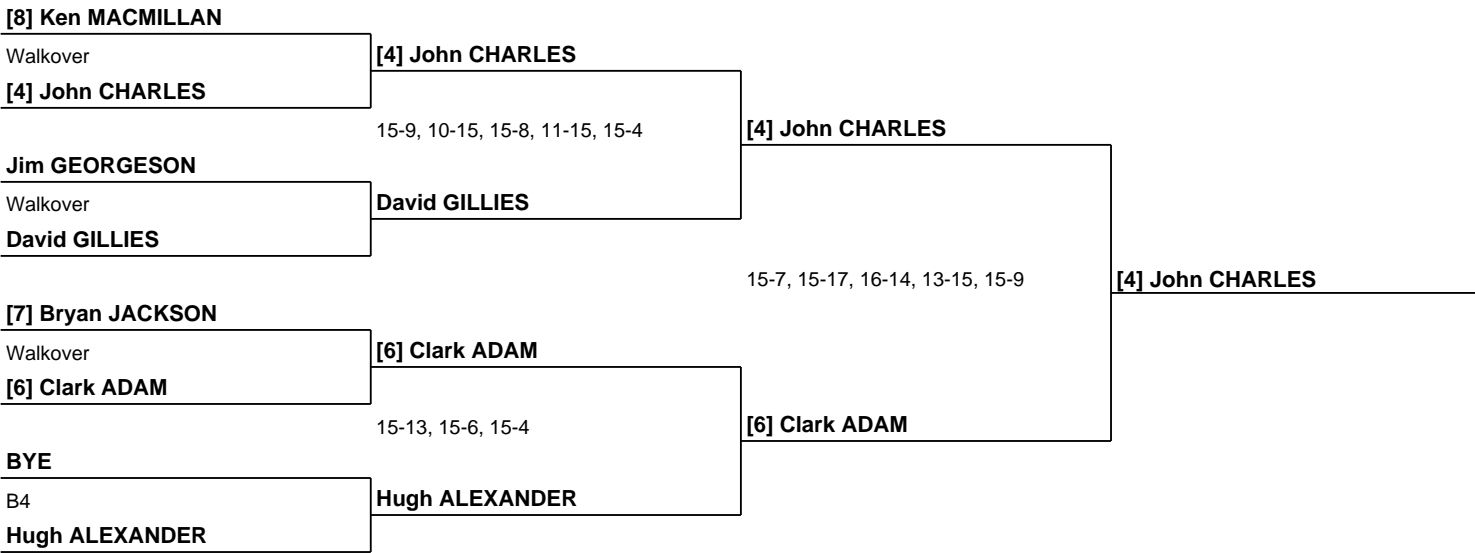 [8] Ken MACMILLAN
Walkover
[4] John CHARLES
[4] John CHARLES
15-9, 10-15, 15-8, 11-15, 15-4
[4] John CHARLES
Jim GEORGESON
Walkover
David GILLIES
David GILLIES
15-7, 15-17, 16-14, 13-15, 15-9
[4] John CHARLES
[7] Bryan JACKSON
Walkover
[6] Clark ADAM
[6] Clark ADAM
15-13, 15-6, 15-4
[6] Clark ADAM
BYE
B4
Hugh ALEXANDER
Hugh ALEXANDER